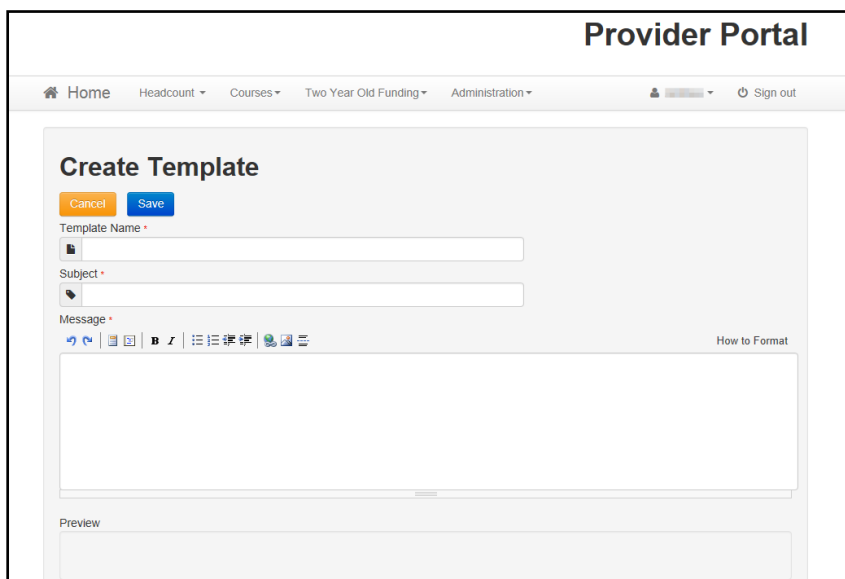 Provider Portal
Home Headcount Courses Two Year Old Funding Administration Sign out
Create Template
Cancel Save
Template Name *
Subject *
Message *
B I How to Format
Preview